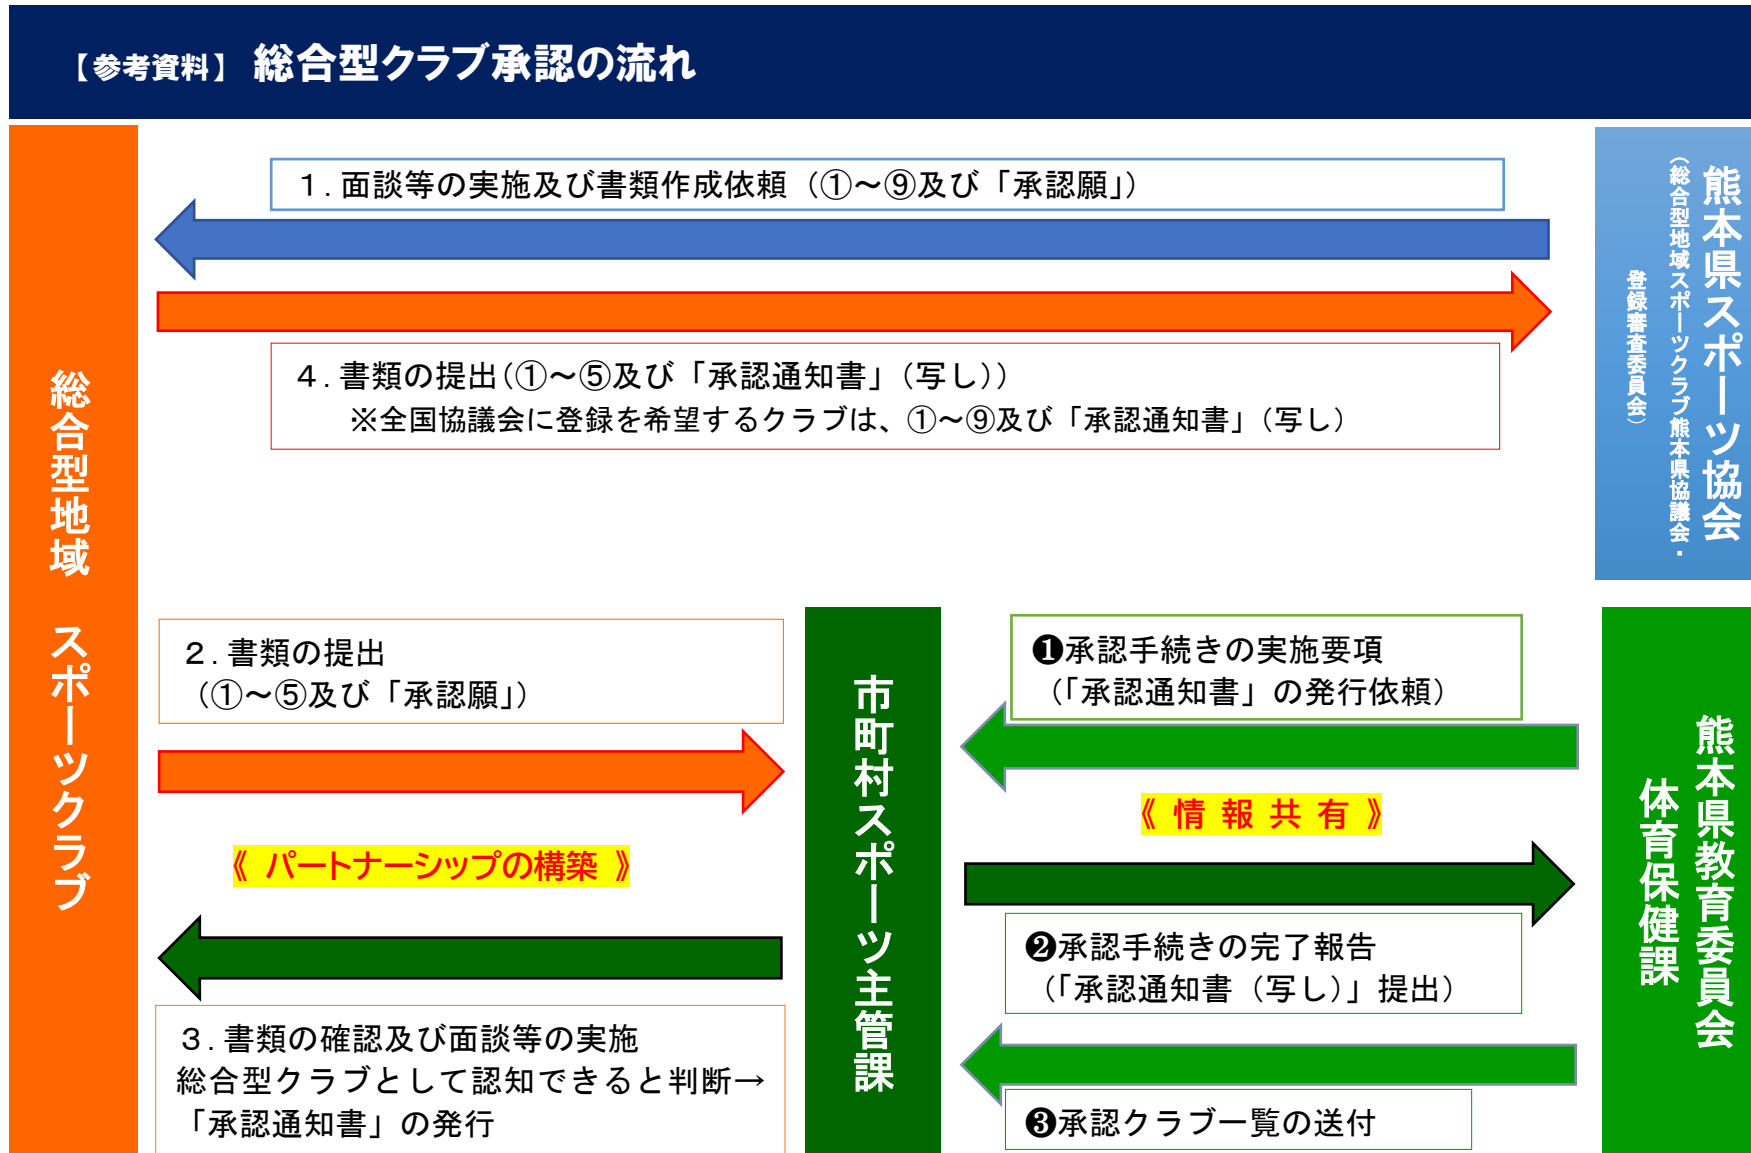 【参考資料】 総合型クラブ承認の流れ
1.面談等の実施及び書類作成依頼（①～⑨及び「承認願」）
4.書類の提出（①～⑤及び「承認通知書」（写し））
※全国協議会に登録を希望するクラブは、①～⑨及び「承認通知書」（写し）
熊本県スポーツ協会
（総合型地域スポーツクラブ熊本県協議会・
登録審査委員会）
総合型地域 スポーツクラブ
2.書類の提出
（①～⑤及び「承認願」）
《 パートナーシップの構築 》
3.書類の確認及び面談等の実施
総合型クラブとして認知できると判断→
「承認通知書」の発行
市町村スポーツ主管課
❶承認手続きの実施要項
（「承認通知書」の発行依頼）
《 情 報 共 有 》
❷承認手続きの完了報告
（「承認通知書（写し）」提出）
❸承認クラブ一覧の送付
熊本県教育委員会
体育保健課